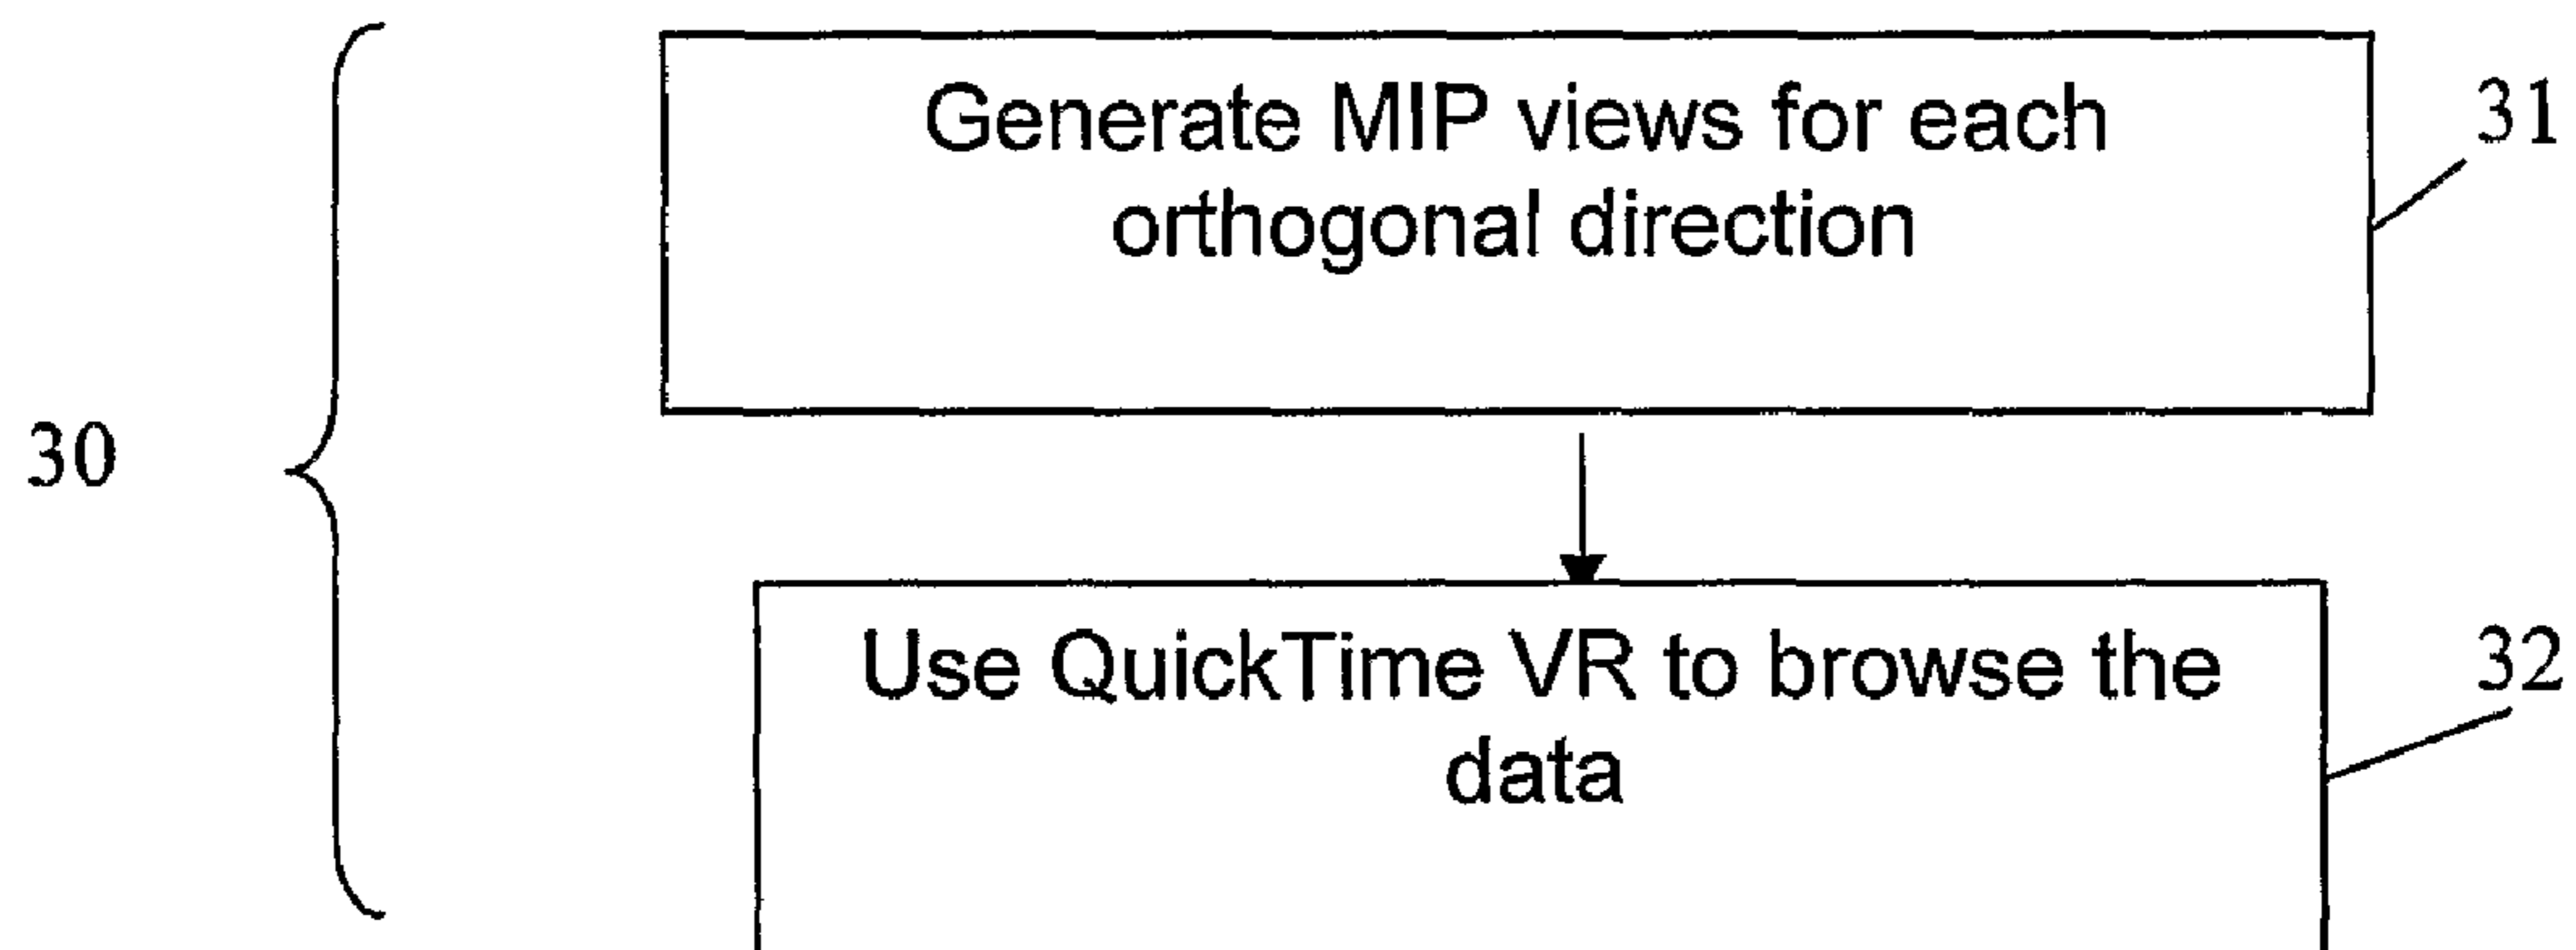 Generate MIP views for each
orthogonal direction
31
30
Use QuickTime VR to browse the
data
32